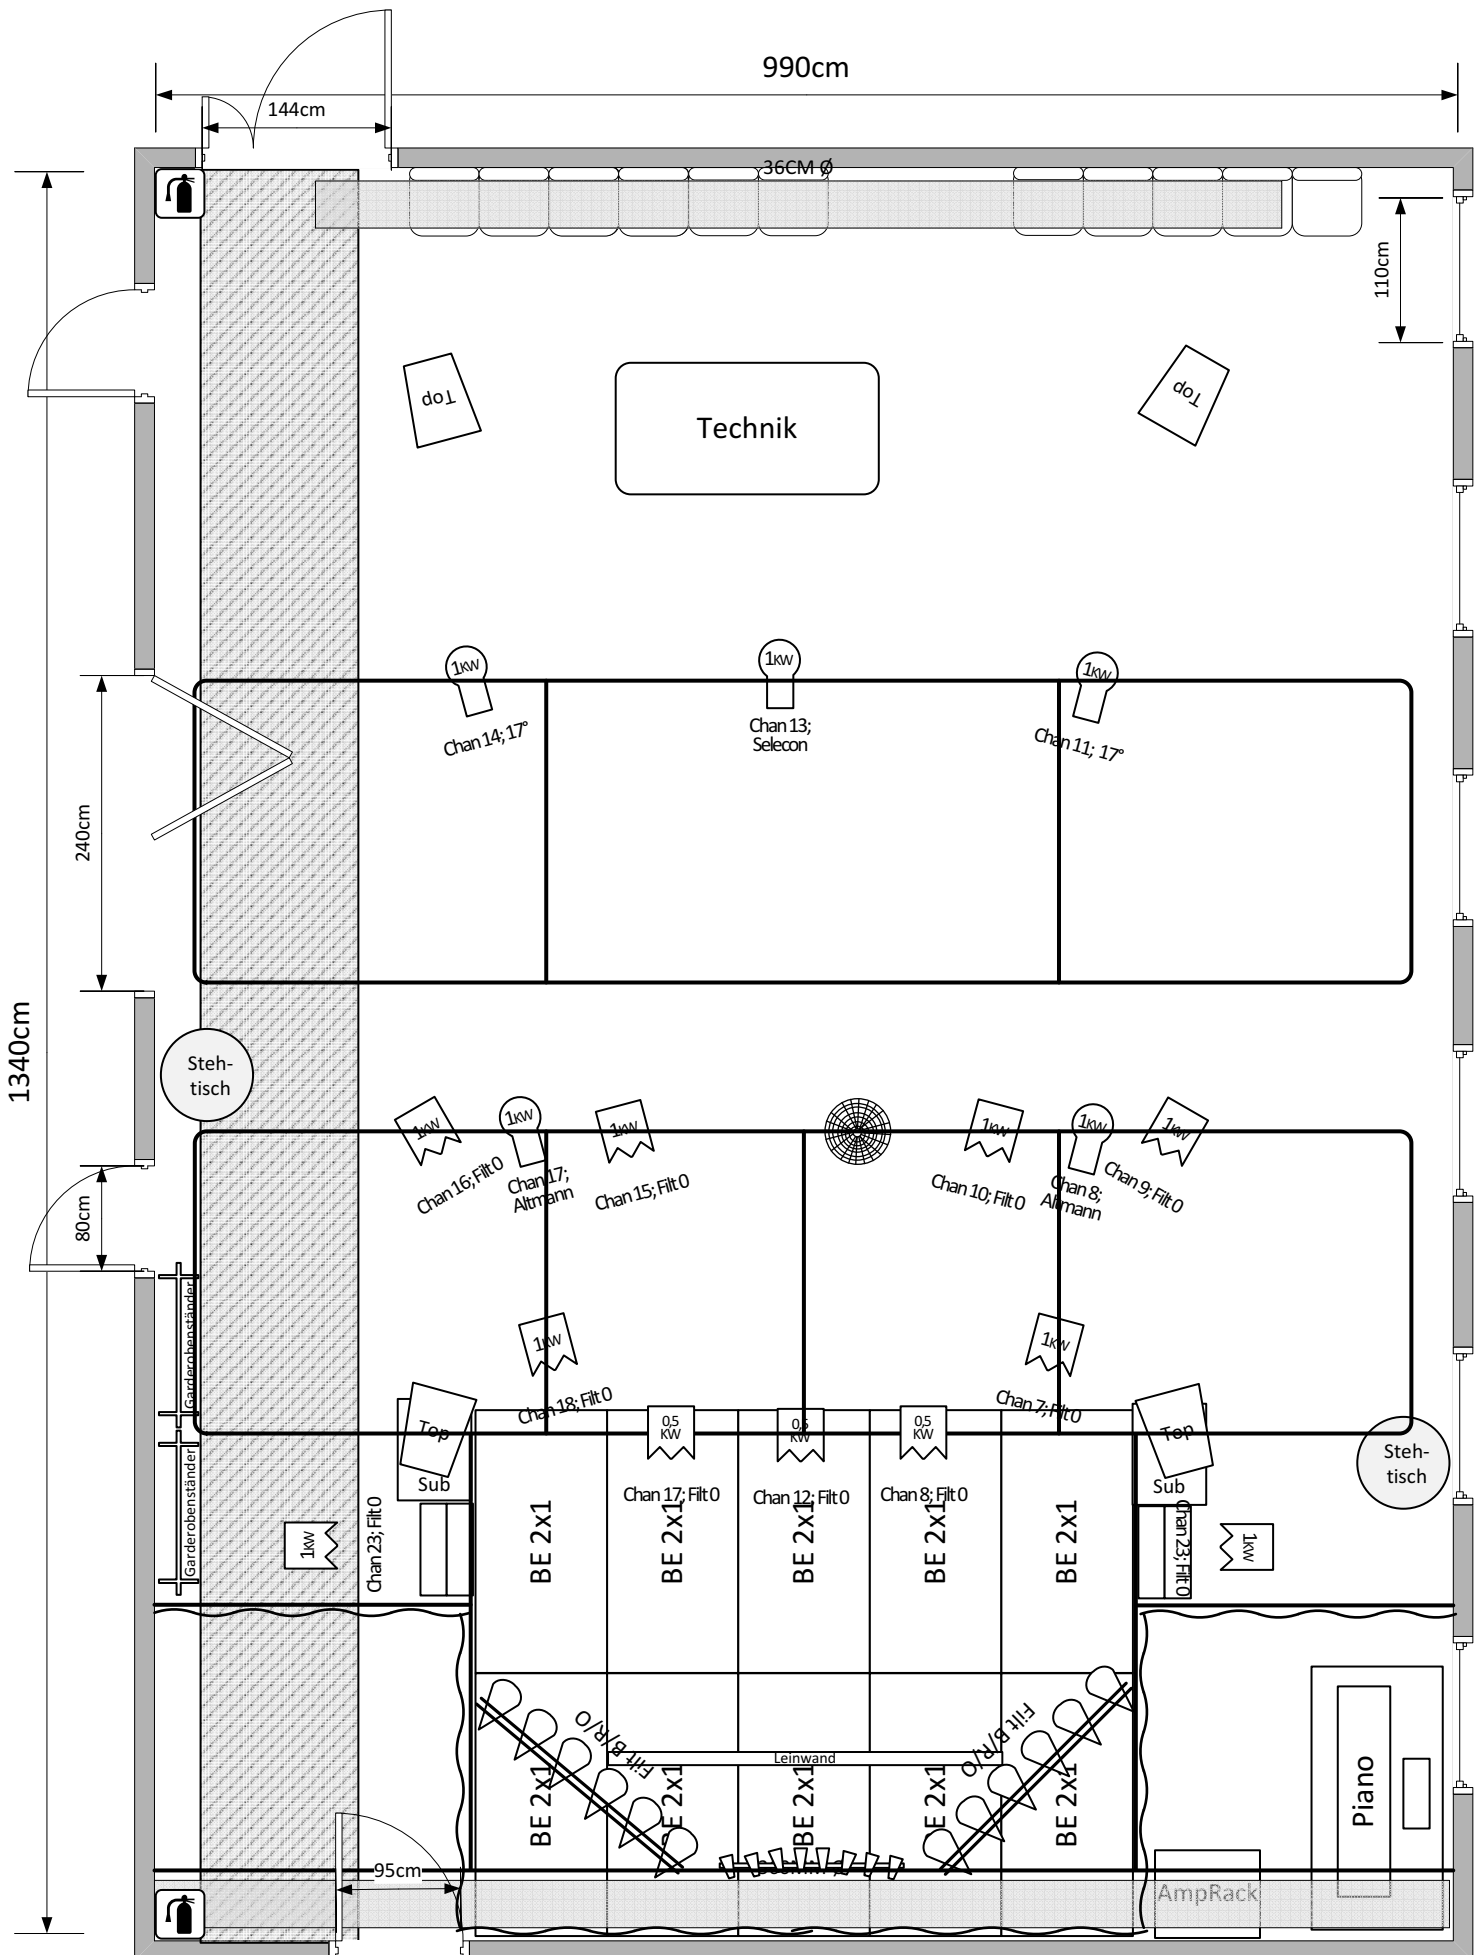 990cm
144cm
36CM Ø
110cm
Top
Technik
Top
1KW
1KW
1KW
Chan 14; 17°
Chan 13;
Selecon
Chan 11; 17°
240cm
1340cm
Steh-
tisch
1KW
1KW
1KW
1KW
1KW
1KW
Chan 16; Filt 0
Chan 17;
Altmann
Chan 15; Filt 0
Chan 10; Filt 0
Chan 8;
Altmann
Chan 9; Filt 0
80cm
Garderobenständer
1KW
1KW
Chan 18; Filt 0
Chan 7; Filt 0
Top
Sub
0,5
KW
0,5
KW
0,5
KW
Top
Sub
Steh-
tisch
Chan 17; Filt 0
Chan 12; Filt 0
Chan 8; Filt 0
Garderobenständer
1KW
Chan 23; Filt 0
BE 2x1
BE 2x1
BE 2x1
BE 2x1
BE 2x1
Chan 23; Filt 0
1KW
Filt B/R/O
Filt B/R/O
Leinwand
BE 2x1
BE 2x1
BE 2x1
BE 2x1
BE 2x1
Piano
95cm
AmpRack